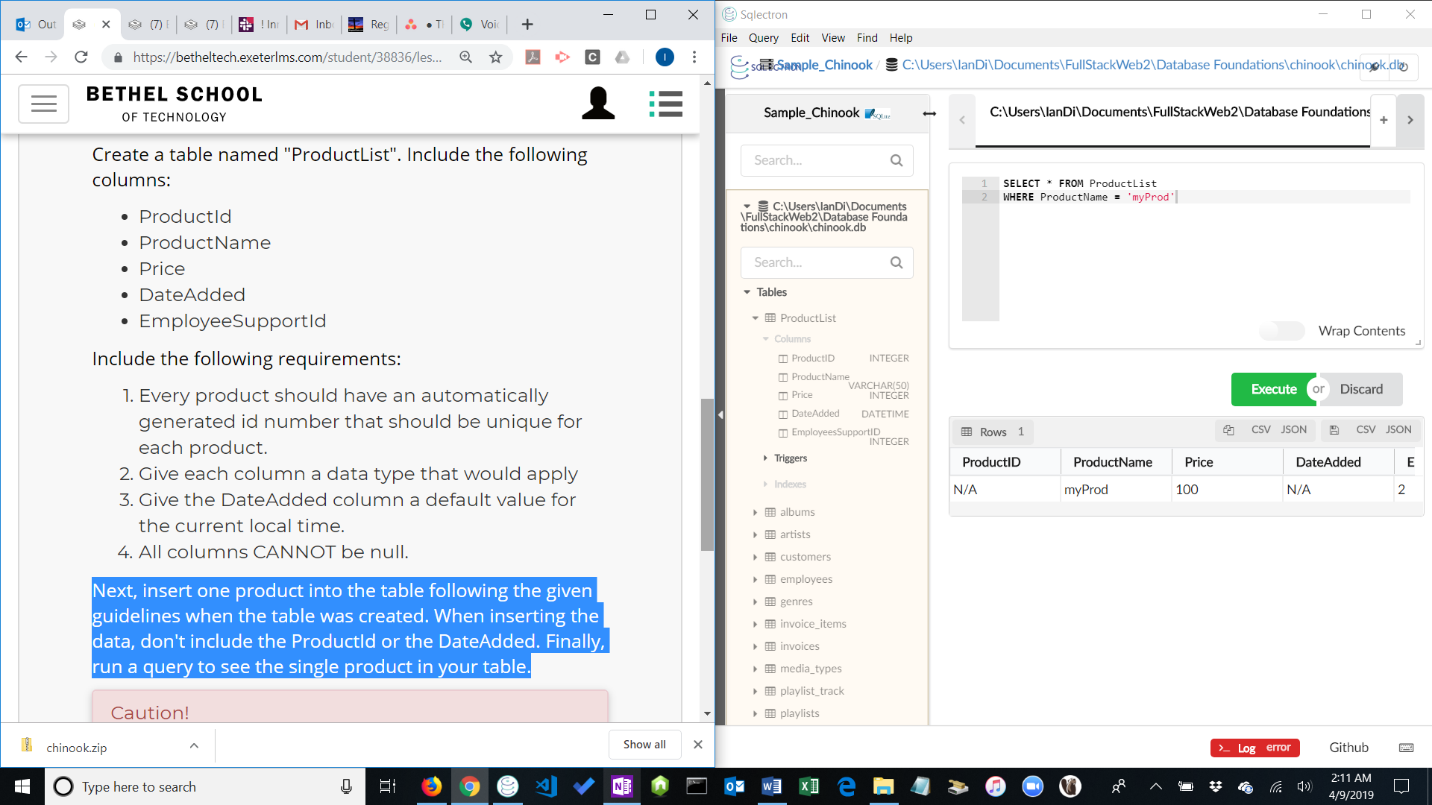 Out
(7) E
(7)
! Inn
Inb
Reg
• TI
Voic
https://betheltech.exeterlms.com/student/38836/les...
BETHEL SCHOOL
OF TECHNOLOGY
Create a table named "ProductList". Include the following
columns:
• ProductId
• ProductName
• Price
• DateAdded
• EmployeeSupportId
Include the following requirements:
1. Every product should have an automatically
generated id number that should be unique for
each product.
2. Give each column a data type that would apply
3. Give the DateAdded column a default value for
the current local time.
4. All columns CANNOT be null.
Next, insert one product into the table following the given
guidelines when the table was created. When inserting the
data, don't include the ProductId or the DateAdded. Finally,
run a query to see the single product in your table.
Caution!
chinook.zip
Show all
Sqlectron
File Query Edit View Find Help
Sample_Chinook / C:\Users\IanDi\Documents\FullStackWeb2\Database Foundations\chinook\chinook.db
Sample_Chinook
Search...
C:\Users\IanDi\Documents
\FullStackWeb2\Database Founda
tions\chinook\chinook.db
Search...
Tables
ProductList
Columns
ProductID INTEGER
ProductName VARCHAR(50)
Price INTEGER
DateAdded DATETIME
EmployeesSupportID INTEGER
Triggers
Indexes
albums
artists
customers
employees
genres
invoice_items
invoices
media_types
playlist_track
playlists
C:\Users\IanDi\Documents\FullStackWeb2\Database Foundations
+
1 SELECT * FROM ProductList
2 WHERE ProductName = 'myProd'
Wrap Contents
Execute or Discard
Rows 1 CSV JSON CSV JSON
ProductID ProductName Price DateAdded E
N/A myProd 100 N/A 2
Log error
Github
Type here to search
2:11 AM
4/9/2019